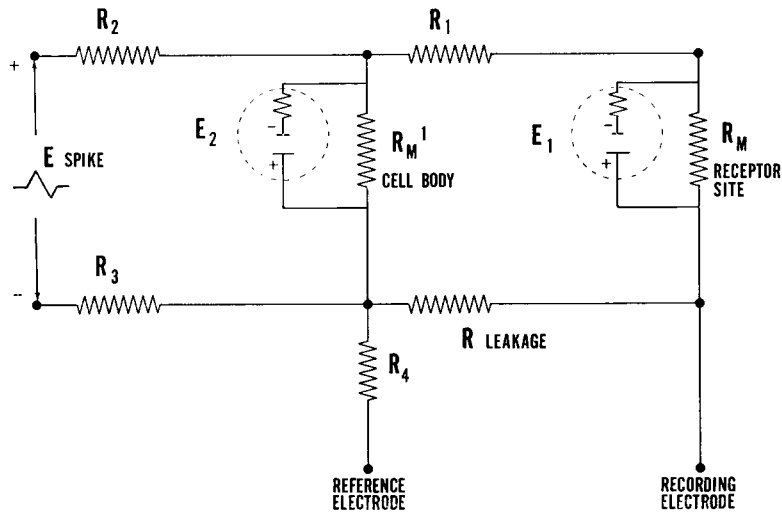 R2
R1
+
E2
-
+
RM1
CELL BODY
E1
-
+
RM
RECEPTOR
SITE
E SPIKE
R3
--
R LEAKAGE
R4
REFERENCE
ELECTRODE
RECORDING
ELECTRODE